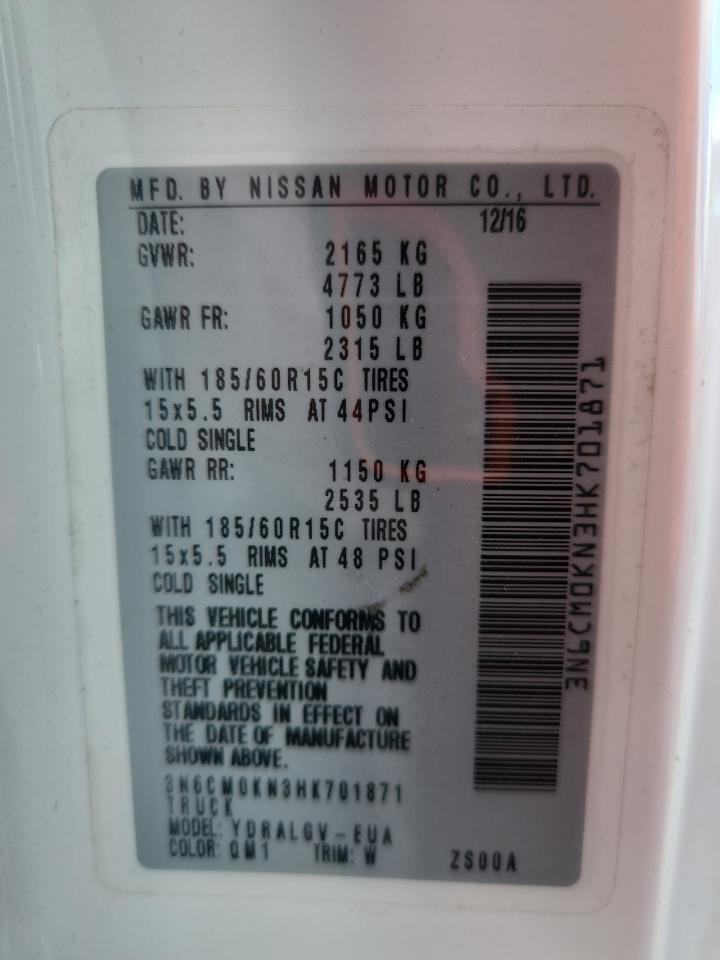 MFD. BY NISSAN MOTOR CO., LTD.
DATE: 12/16
GVWR: 2165 KG
4773 LB
GAWR FR: 1050 KG
2315 LB
WITH 185/60R15C TIRES
15x5.5 RIMS AT 44PSI
COLD SINGLE
GAWR RR: 1150 KG
2535 LB
WITH 185/60R15C TIRES
15x5.5 RIMS AT 48 PSI
COLD SINGLE
THIS VEHICLE CONFORMS TO
ALL APPLICABLE FEDERAL
MOTOR VEHICLE SAFETY AND
THEFT PREVENTION
STANDARDS IN EFFECT ON
THE DATE OF MANUFACTURE
SHOWN ABOVE.
3N6CM0KN3HK701871
TRUCK
MODEL: YDRALGV-EUA
COLOR: QM1 TRIM: W ZS00A
3N6CM0KN3HK701871